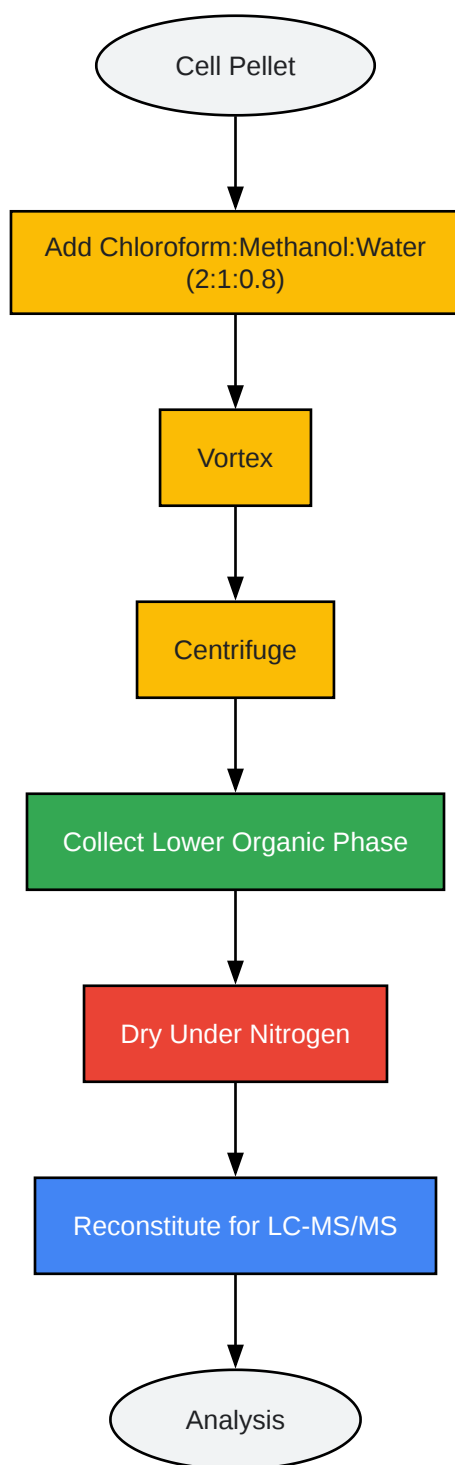 Cell Pellet
Add Chloroform:Methanol:Water
(2:1:0.8)
Vortex
Centrifuge
Collect Lower Organic Phase
Dry Under Nitrogen
Reconstitute for LC-MS/MS
Analysis